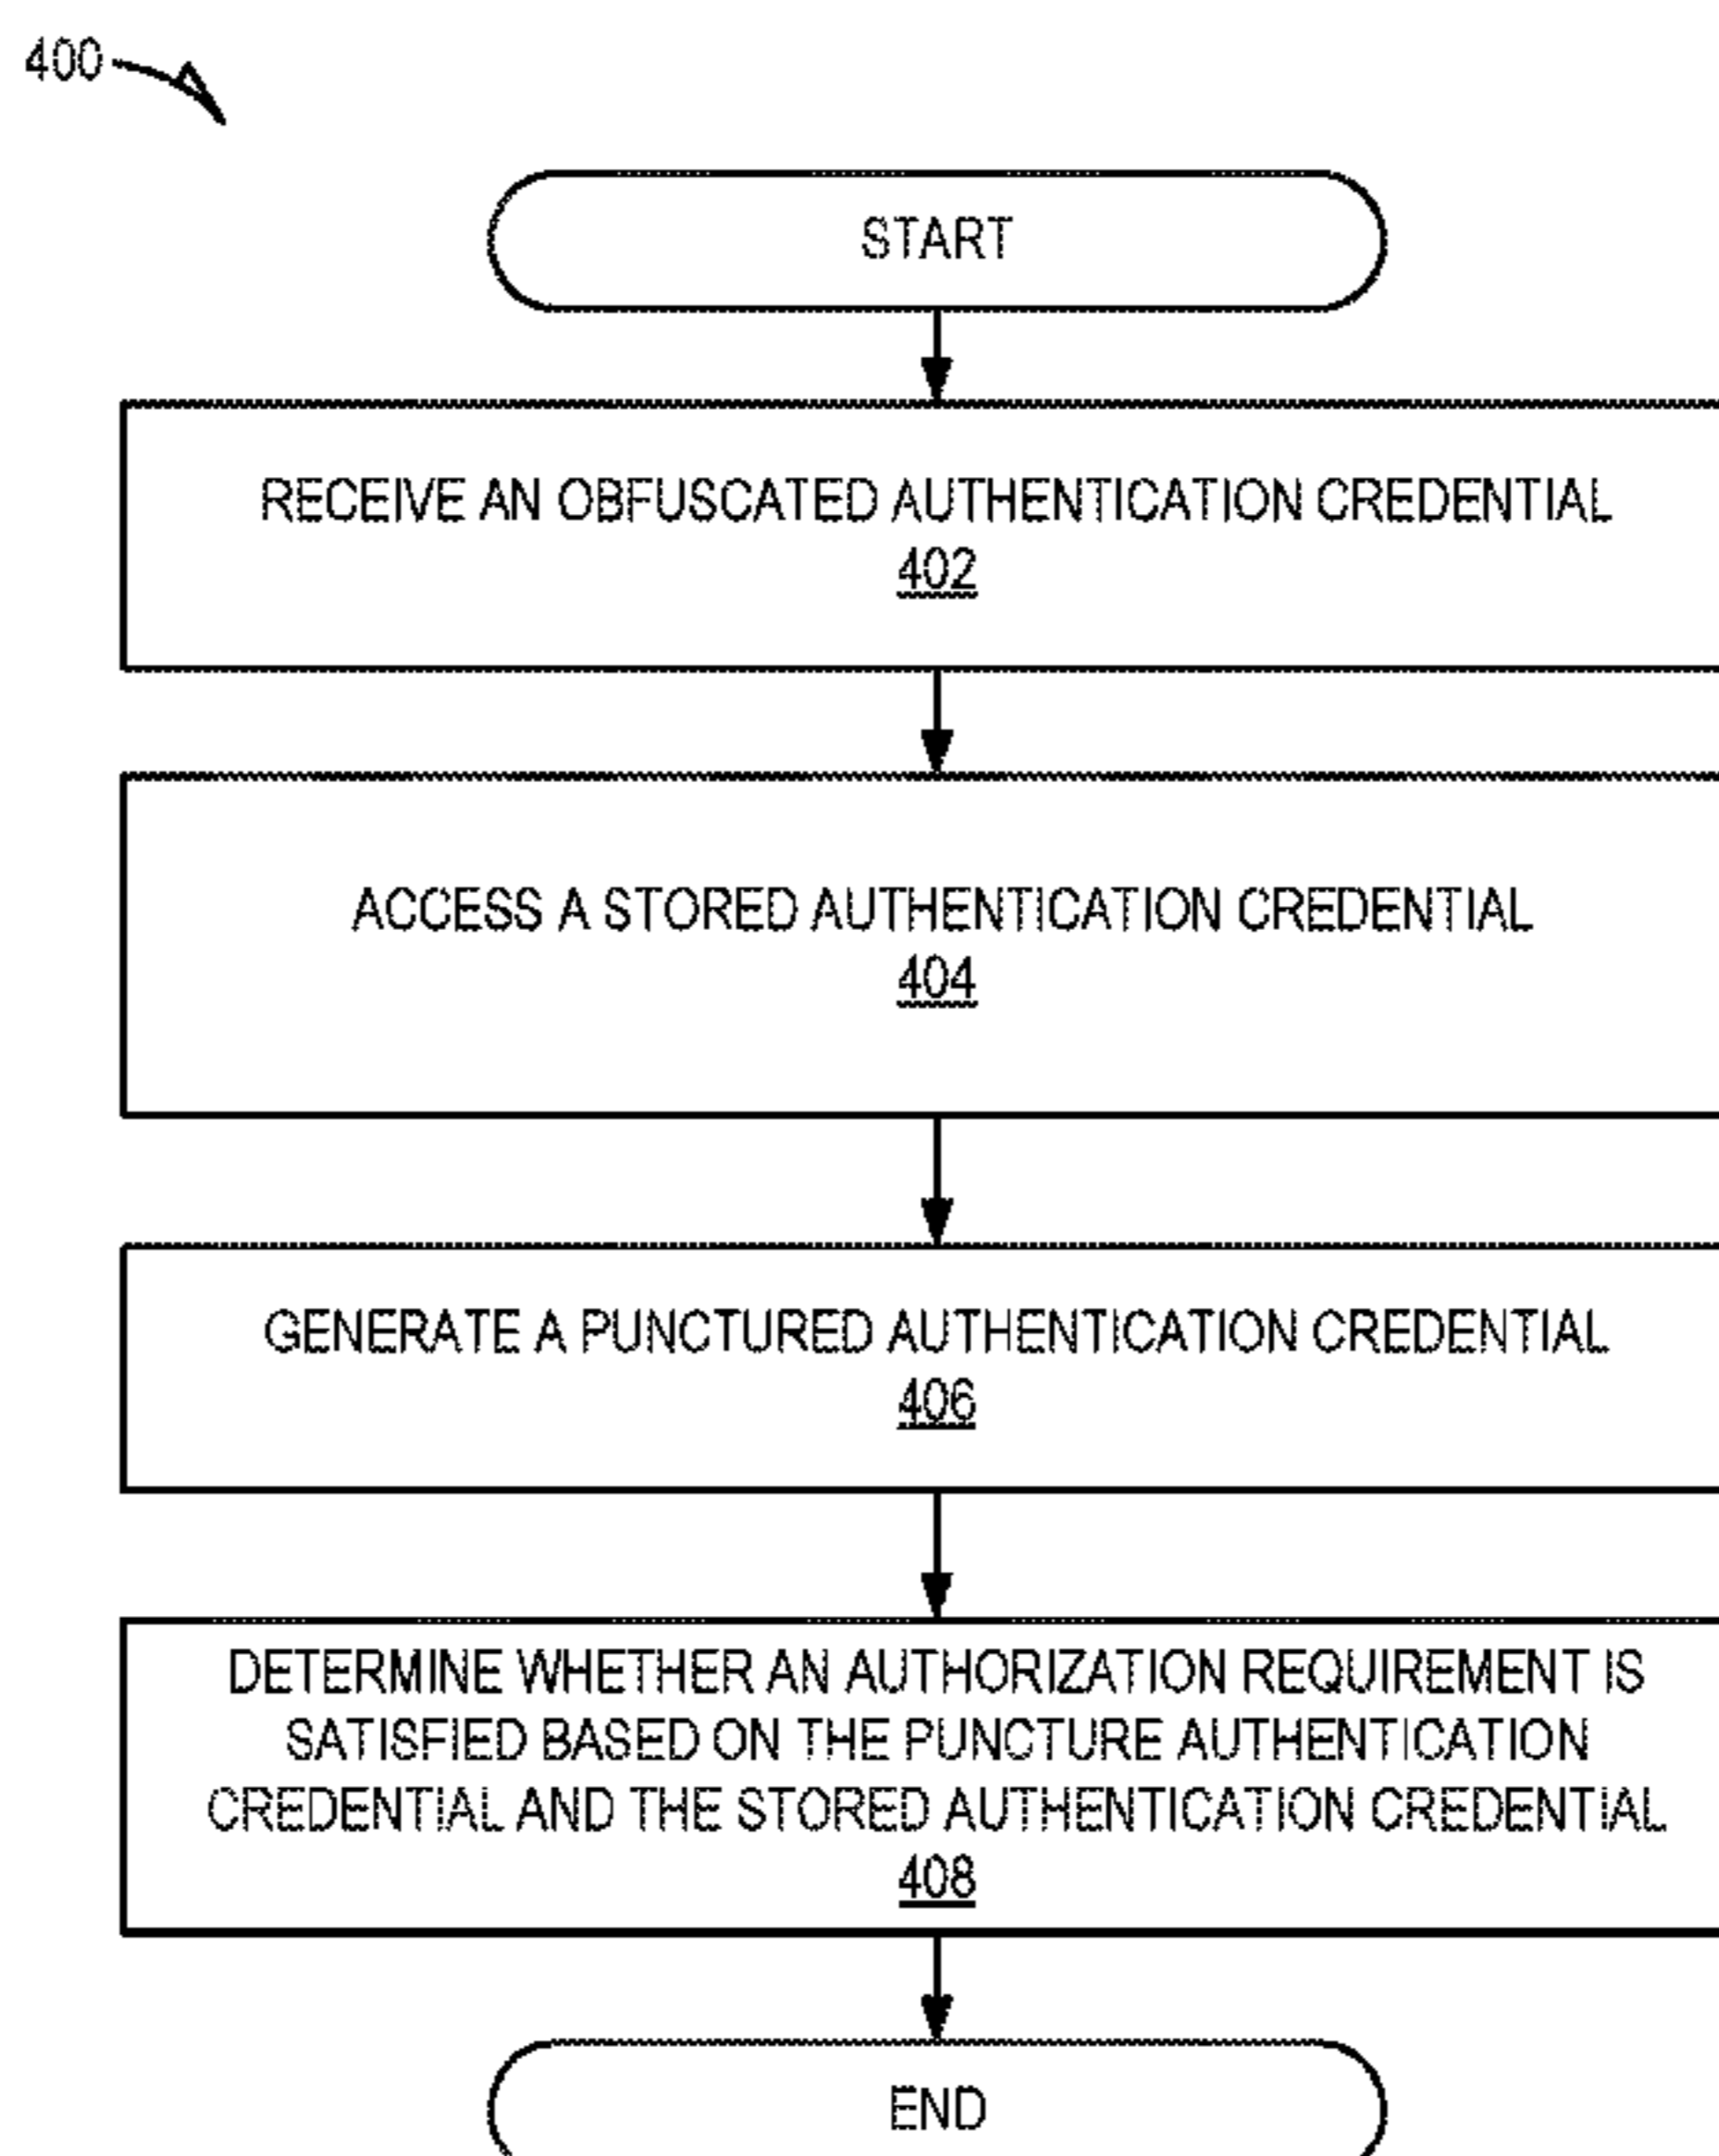 400
START
RECEIVE AN OBFUSCATED AUTHENTICATION CREDENTIAL
402
ACCESS A STORED AUTHENTICATION CREDENTIAL
404
GENERATE A PUNCTURED AUTHENTICATION CREDENTIAL
406
DETERMINE WHETHER AN AUTHORIZATION REQUIREMENT IS
SATISFIED BASED ON THE PUNCTURE AUTHENTICATION
CREDENTIAL AND THE STORED AUTHENTICATION CREDENTIAL
408
END